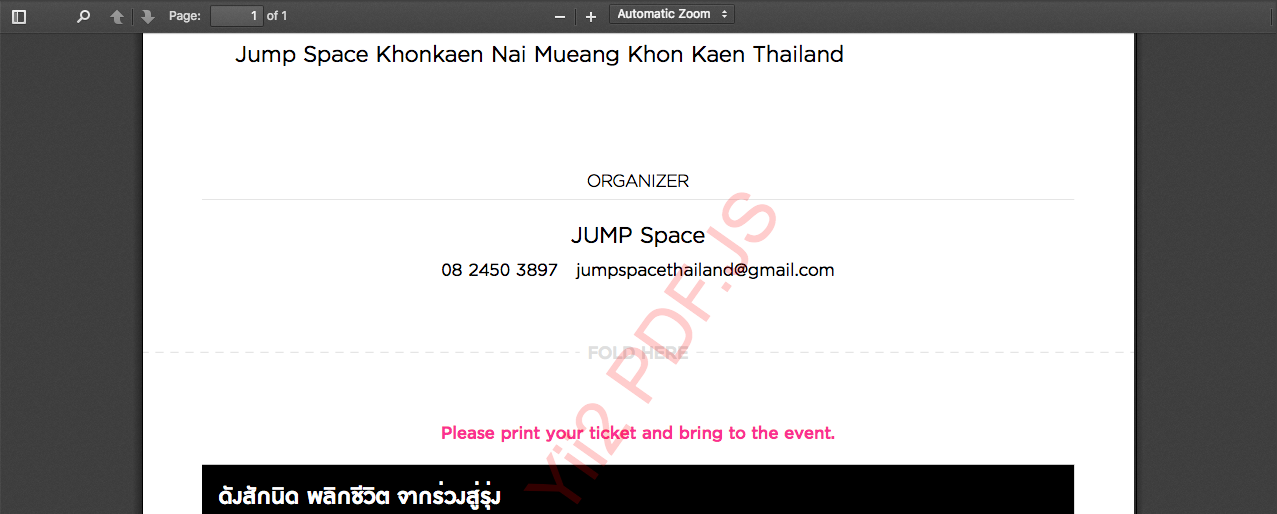 Page: 1 of 1 Automatic Zoom
Jump Space Khonkaen Nai Mueang Khon Kaen Thailand
ORGANIZER
JUMP Space
08 2450 3897 jumpspacethailand@gmail.com
FOLD HERE
Please print your ticket and bring to the event.
ดังสักนิด พลิกชีวิต จากร่วงสู่รุ่ง
Yii2 PDF.JS